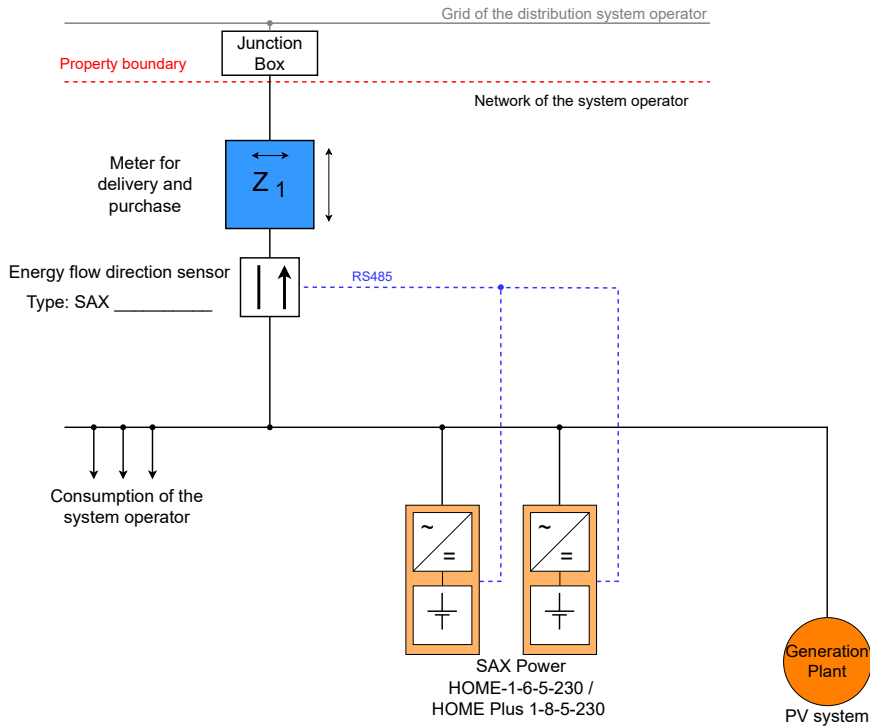 Grid of the distribution system operator
Junction
Box
Property boundary
Network of the system operator
Meter for
delivery and
purchase
Z 1
Energy flow direction sensor
Type: SAX __________
RS485
Consumption of the
system operator
~
=
~
=
SAX Power
HOME-1-6-5-230 /
HOME Plus 1-8-5-230
Generation
Plant
PV system